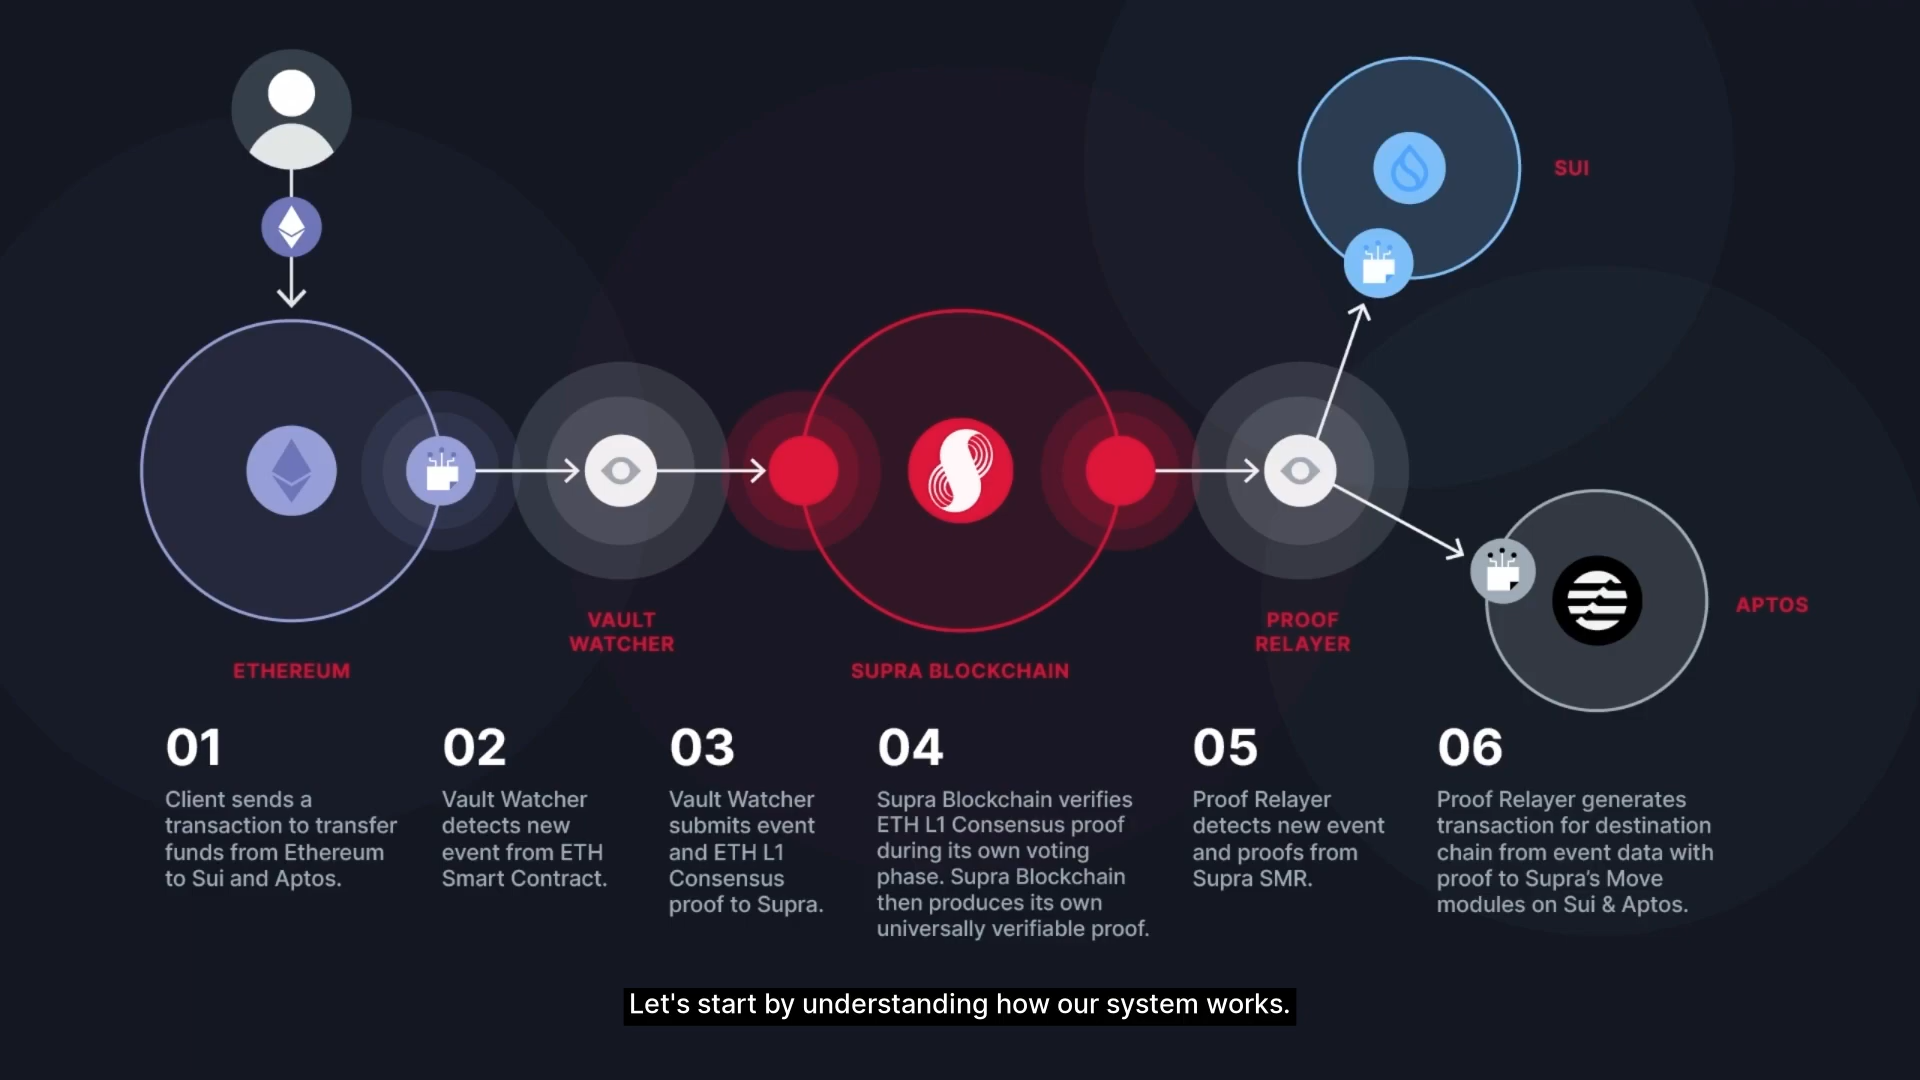 SUI
APTOS
VAULT
WATCHER
PROOF
RELAYER
ETHEREUM
SUPRA BLOCKCHAIN
01
Client sends a
transaction to transfer
funds from Ethereum
to Sui and Aptos.
02
Vault Watcher
detects new
event from ETH
Smart Contract.
03
Vault Watcher
submits event
and ETH L1
Consensus
proof to Supra.
04
Supra Blockchain verifies
ETH L1 Consensus proof
during its own voting
phase. Supra Blockchain
then produces its own
universally verifiable proof.
05
Proof Relayer
detects new event
and proofs from
Supra SMR.
06
Proof Relayer generates
transaction for destination
chain from event data with
proof to Supra’s Move
modules on Sui & Aptos.
Let's start by understanding how our system works.